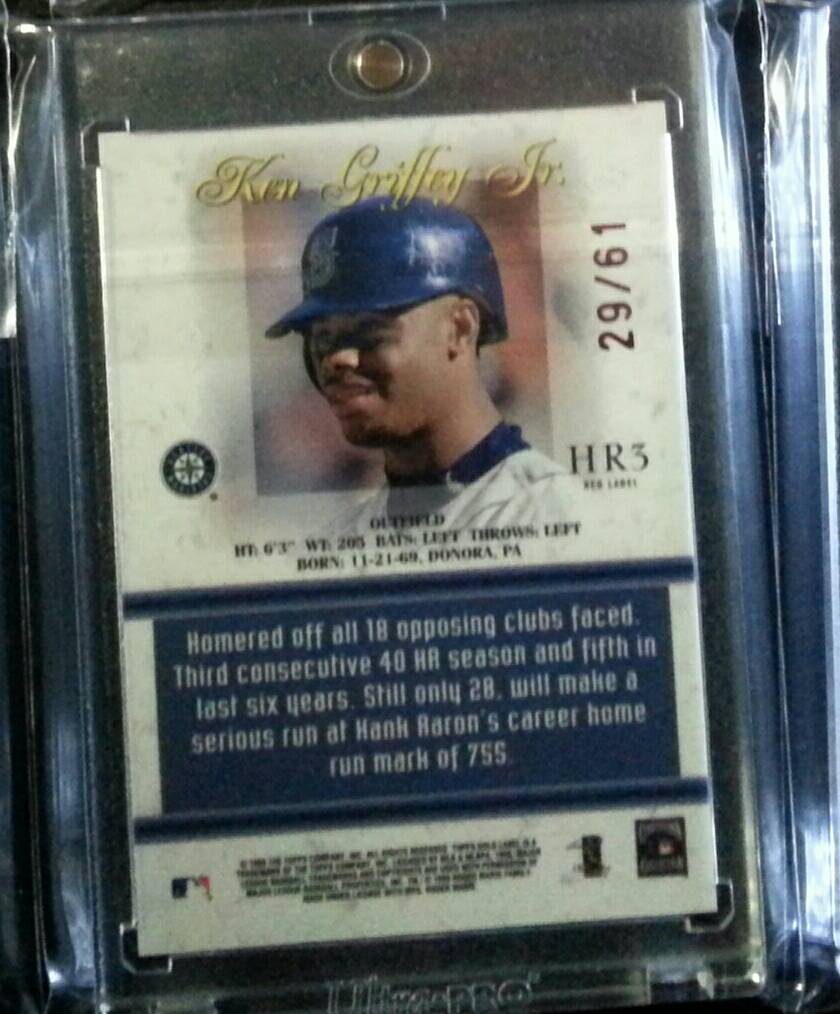 Ken Griffey Jr.
29/61
HR3
RED LABEL
OUTFIELD
HT: 6'3" WT: 205 BATS: LEFT THROWS: LEFT
BORN: 11-21-69, DONORA, PA
Homered off all 18 opposing clubs faced.
Third consecutive 40 HR season and fifth in
last six years. Still only 28, will make a
serious run at Hank Aaron's career home
run mark of 755
Ultra·PRO